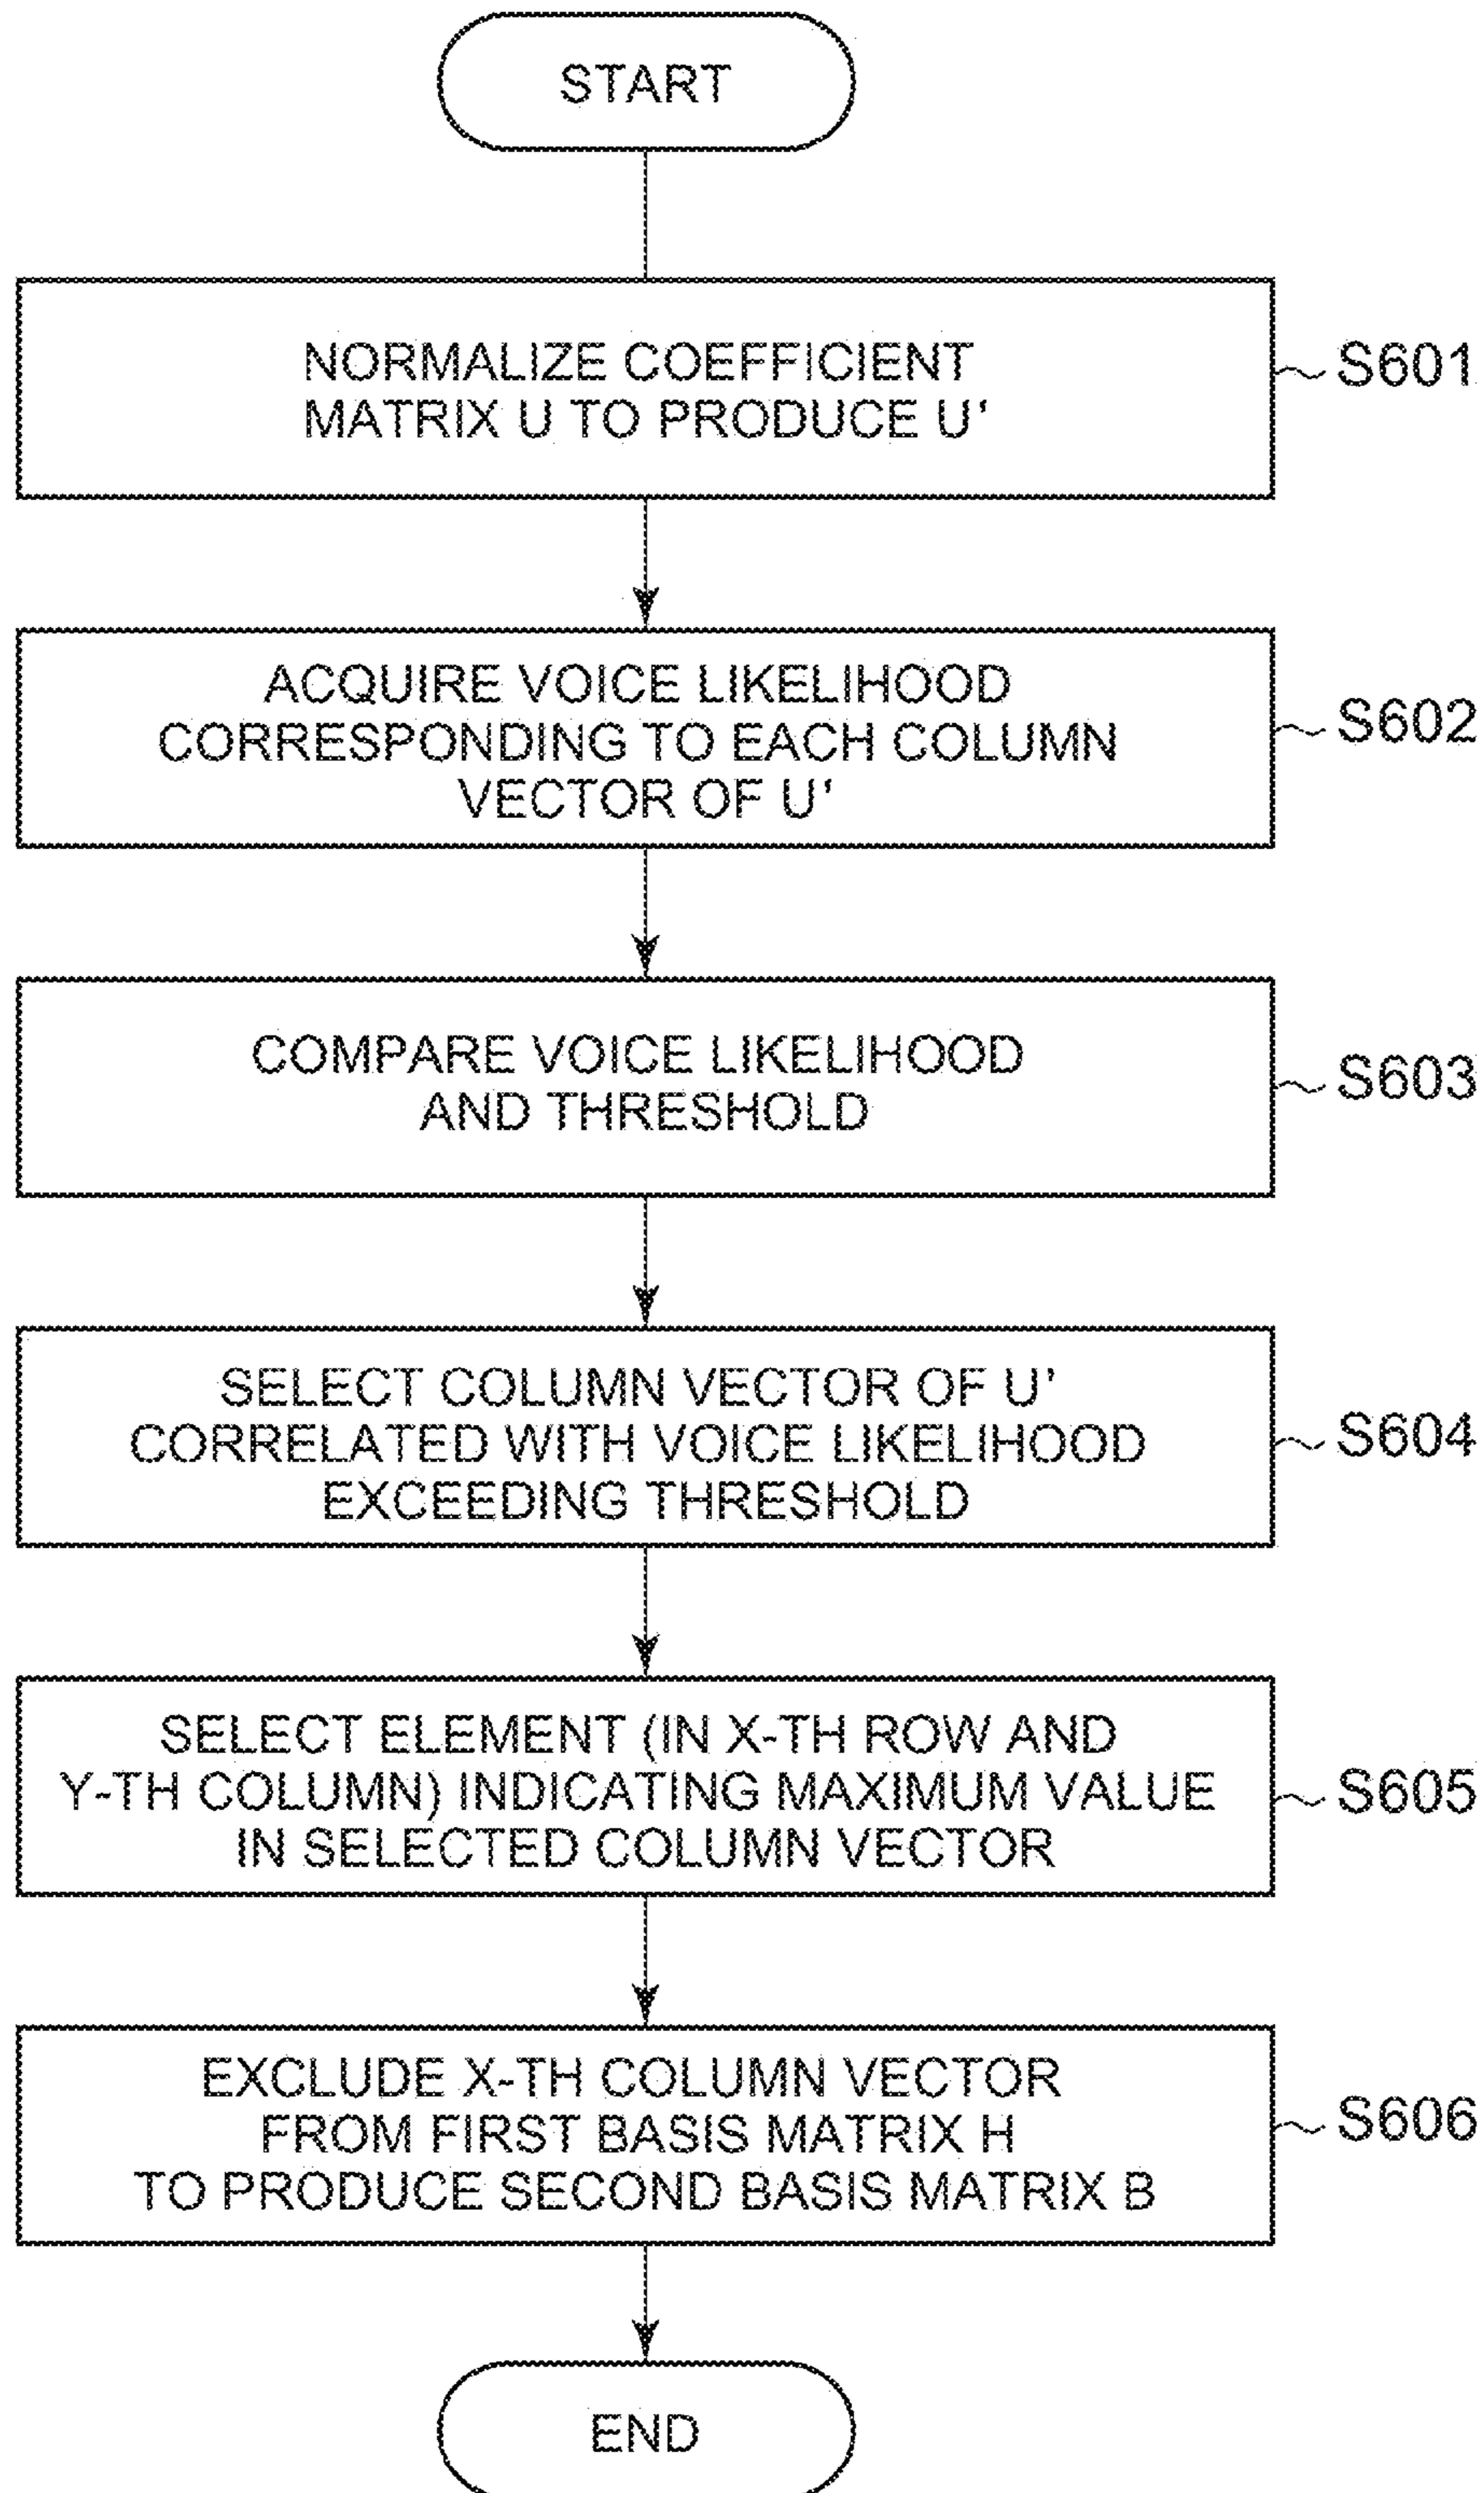 START
NORMALIZE COEFFICIENT
MATRIX U TO PRODUCE U'
S601
ACQUIRE VOICE LIKELIHOOD
CORRESPONDING TO EACH COLUMN
VECTOR OF U'
S602
COMPARE VOICE LIKELIHOOD
AND THRESHOLD
S603
SELECT COLUMN VECTOR OF U'
CORRELATED WITH VOICE LIKELIHOOD
EXCEEDING THRESHOLD
S604
SELECT ELEMENT (IN X-TH ROW AND
Y-TH COLUMN) INDICATING MAXIMUM VALUE
IN SELECTED COLUMN VECTOR
S605
EXCLUDE X-TH COLUMN VECTOR
FROM FIRST BASIS MATRIX H
TO PRODUCE SECOND BASIS MATRIX B
S606
END